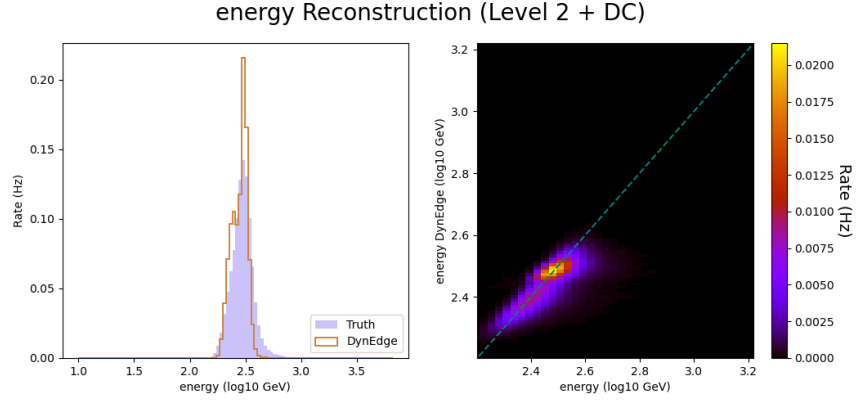 energy Reconstruction (Level 2 + DC)
Rate (Hz)
0.20
0.15
0.10
0.05
0.00
1.0 1.5 2.0 2.5 3.0 3.5
energy (log10 GeV)
Truth
DynEdge
energy DynEdge (log10 GeV)
3.2
3.0
2.8
2.6
2.4
2.4 2.6 2.8 3.0 3.2
energy (log10 GeV)
0.0200
0.0175
0.0150
0.0125
0.0100
0.0075
0.0050
0.0025
0.0000
Rate (Hz)